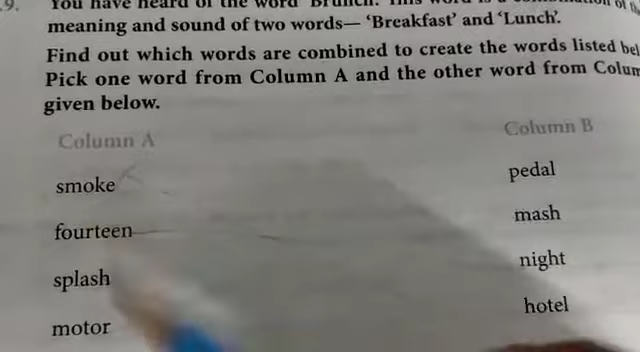 9. You have heard of the word 'Brunch'. This word is a combination of the
meaning and sound of two words— 'Breakfast' and 'Lunch'.
Find out which words are combined to create the words listed
Pick one word from Column A and the other word from
given below.
Column A Column B
smoke pedal
fourteen mash
splash night
motor hotel